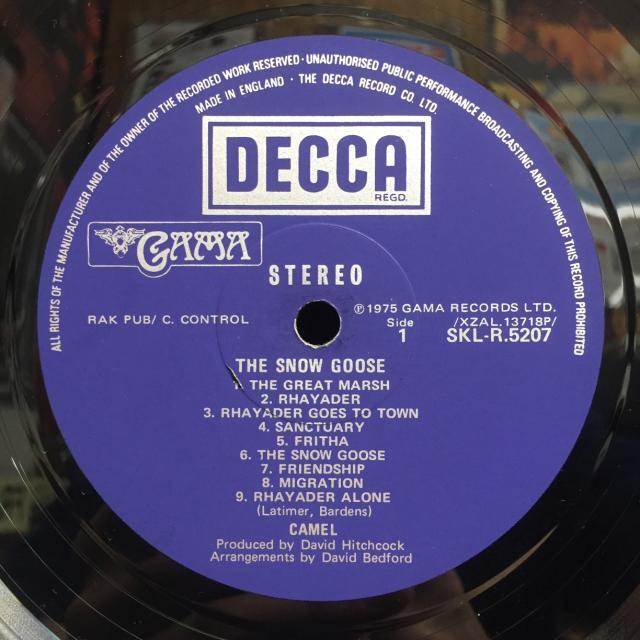 ALL RIGHTS OF THE MANUFACTURER AND OF THE OWNER OF THE RECORDED WORK RESERVED · UNAUTHORISED PUBLIC PERFORMANCE BROADCASTING AND COPYING OF THIS RECORD PROHIBITED
MADE IN ENGLAND · THE DECCA RECORD CO. LTD.
DECCA
REGD.
GAMA
STEREO
RAK PUB/ C. CONTROL
℗1975 GAMA RECORDS LTD.
Side /XZAL.13718P/
1 SKL-R.5207
THE SNOW GOOSE
1. THE GREAT MARSH
2. RHAYADER
3. RHAYADER GOES TO TOWN
4. SANCTUARY
5. FRITHA
6. THE SNOW GOOSE
7. FRIENDSHIP
8. MIGRATION
9. RHAYADER ALONE
(Latimer, Bardens)
CAMEL
Produced by David Hitchcock
Arrangements by David Bedford